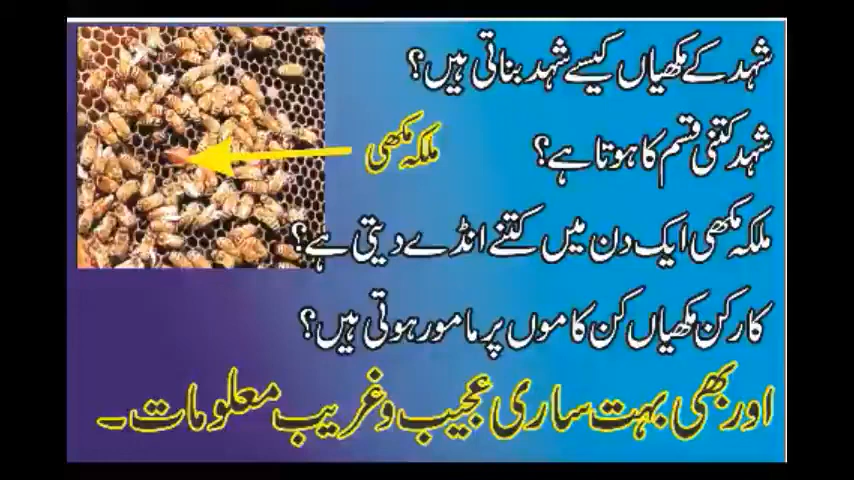 شہد کے مکھیاں کیسے شہد بناتی ہیں؟
شہد کتنی قسم کا ہوتا ہے؟
ملکہ مکھی
ملکہ مکھی ایک دن میں کتنے انڈے دیتی ہے؟
کارکن مکھیاں کن کاموں پر مامور ہوتی ہیں؟
اور بھی بہت ساری عجیب و غریب معلومات۔